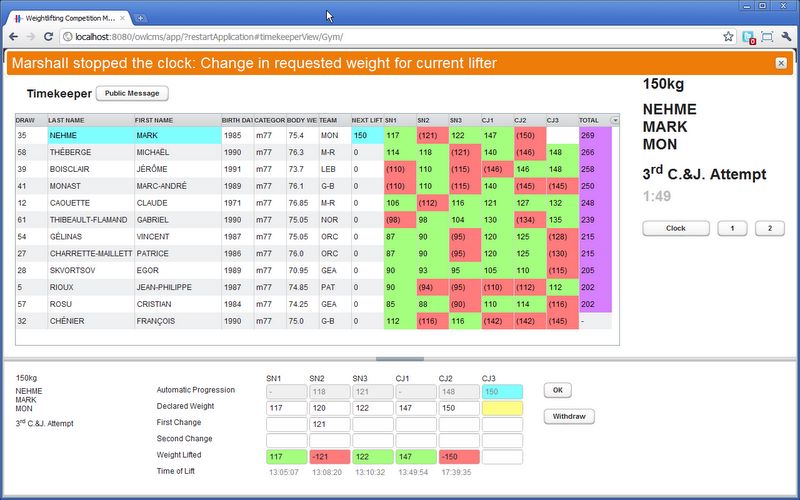 Weightlifting Competition M...
localhost:8080/owlcms/app/?restartApplication#timekeeperView/Gym/
Marshall stopped the clock: Change in requested weight for current lifter
Timekeeper Public Message
DRAW LAST NAME FIRST NAME BIRTH DAT CATEGOR BODY WE TEAM NEXT LIFT SN1 SN2 SN3 CJ1 CJ2 CJ3 TOTAL
35 NEHME MARK 1985 m77 75.4 MON 150 117 (121) 122 147 (150) 269
58 THÉBERGE MICHAËL 1990 m77 76.3 M-R 0 114 118 (121) 140 (146) 148 266
39 BOISCLAIR JÉRÔME 1991 m77 73.7 LEB 0 (110) 110 (115) (146) 146 148 258
41 MONAST MARC-ANDRÉ 1989 m77 76.1 G-B 0 (110) 110 (115) 140 (145) (145) 250
12 CAOUETTE CLAUDE 1971 m77 76.85 M-R 0 106 (112) 116 121 127 132 248
61 THIBEAULT-FLAMAND GABRIEL 1990 m77 75.05 NOR 0 (98) 98 104 130 (134) 135 239
54 GÉLINAS VINCENT 1987 m77 75.05 ORC 0 87 90 (95) 120 125 (128) 215
27 CHARRETTE-MAILLETT PATRICE 1986 m77 76.0 ORC 0 87 90 (95) 120 125 (130) 215
28 SKVORTSOV EGOR 1989 m77 70.95 GEA 0 90 93 95 105 110 (115) 205
5 RIOUX JEAN-PHILIPPE 1987 m77 74.85 PAT 0 90 (94) (95) (110) (112) 112 202
57 ROSU CRISTIAN 1984 m77 74.25 GEA 0 85 88 (90) 110 114 (116) 202
32 CHÉNIER FRANÇOIS 1990 m77 75.0 G-B 0 112 (116) 116 (142) (142) (145) -
150kg
NEHME
MARK
MON
3rd C.&J. Attempt
1:49
Clock 1 2
150kg
NEHME
MARK
MON
3rd C.&J. Attempt
SN1 SN2 SN3 CJ1 CJ2 CJ3
Automatic Progression - 118 121 - 148 150
Declared Weight 117 120 122 147 150
First Change 121
Second Change
Weight Lifted 117 -121 122 147 -150
Time of Lift 13:05:07 13:08:20 13:10:32 13:49:54 17:39:35
OK
Withdraw